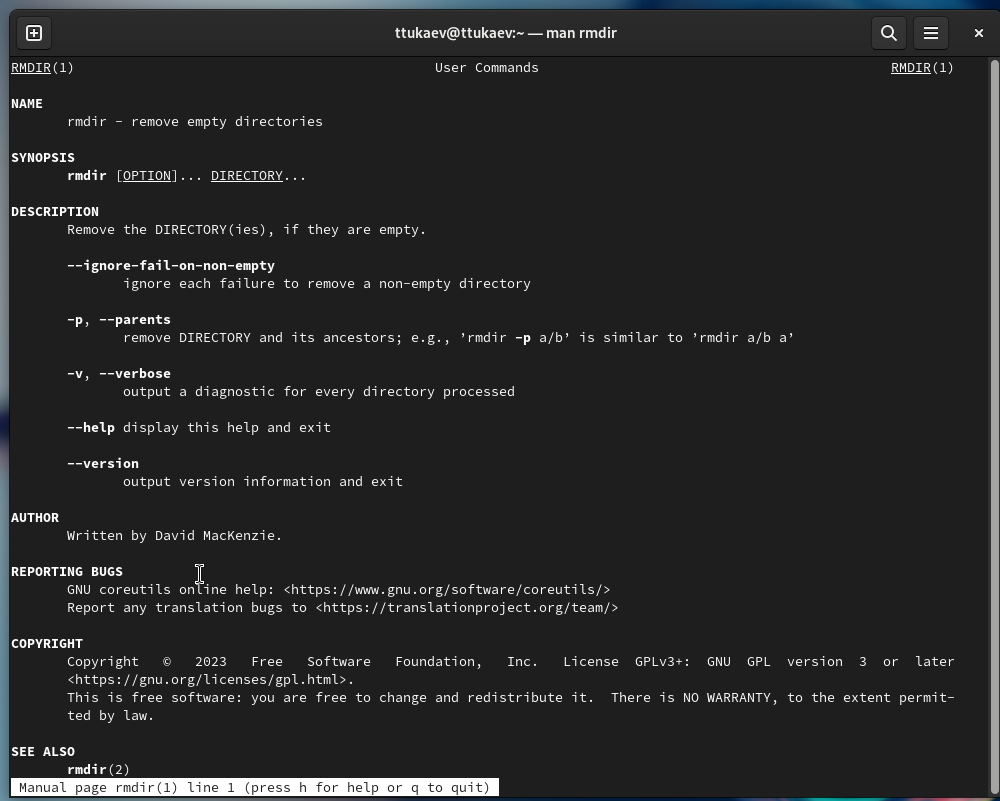 ttukaev@ttukaev:~ — man rmdir
RMDIR(1) User Commands RMDIR(1)
NAME
rmdir - remove empty directories
SYNOPSIS
rmdir [OPTION]... DIRECTORY...
DESCRIPTION
Remove the DIRECTORY(ies), if they are empty.
--ignore-fail-on-non-empty
ignore each failure to remove a non-empty directory
-p, --parents
remove DIRECTORY and its ancestors; e.g., ’rmdir -p a/b’ is similar to ’rmdir a/b a’
-v, --verbose
output a diagnostic for every directory processed
--help display this help and exit
--version
output version information and exit
AUTHOR
Written by David MacKenzie.
REPORTING BUGS
GNU coreutils online help: <https://www.gnu.org/software/coreutils/>
Report any translation bugs to <https://translationproject.org/team/>
COPYRIGHT
Copyright © 2023 Free Software Foundation, Inc. License GPLv3+: GNU GPL version 3 or later
<https://gnu.org/licenses/gpl.html>.
This is free software: you are free to change and redistribute it. There is NO WARRANTY, to the extent permit-
ted by law.
SEE ALSO
rmdir(2)
Manual page rmdir(1) line 1 (press h for help or q to quit)